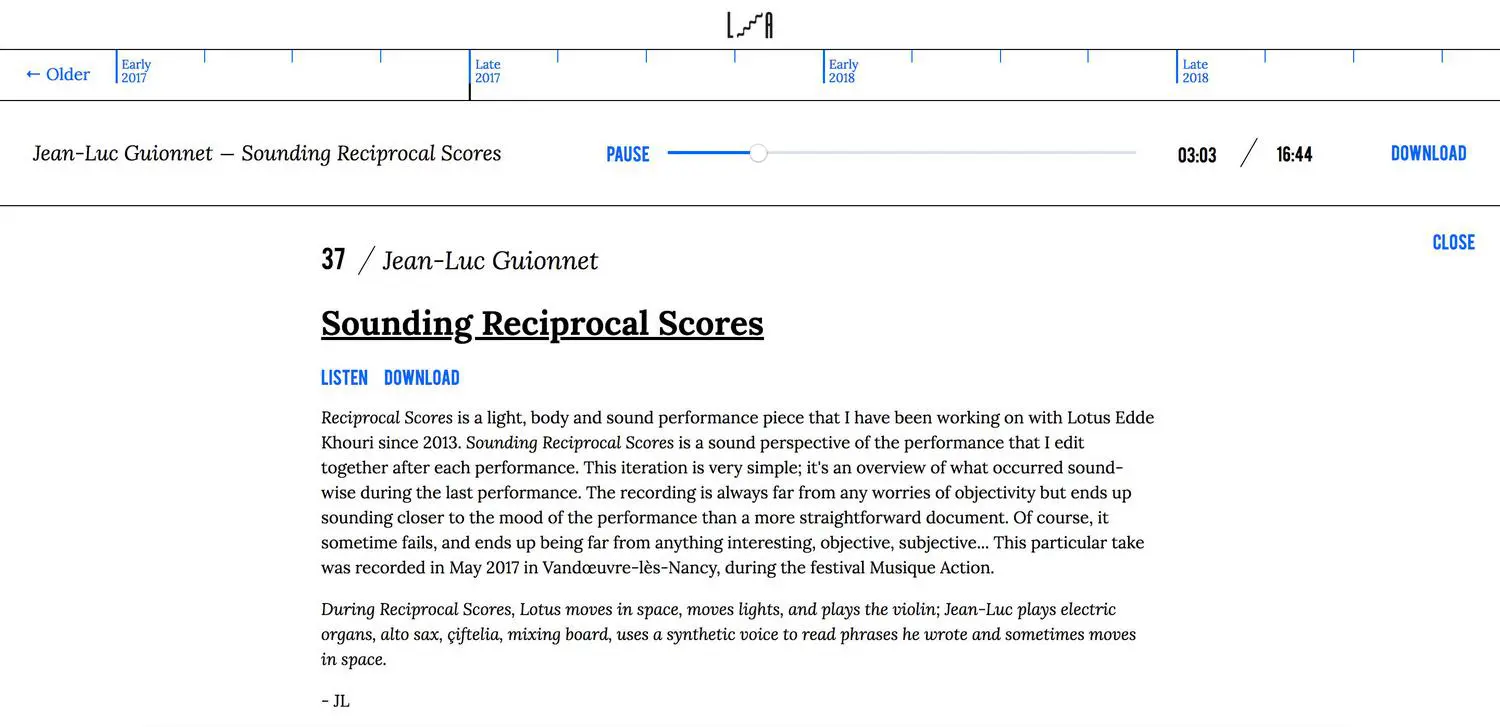 L A
← Older
Early
2017
Late
2017
Early
2018
Late
2018
Jean-Luc Guionnet — Sounding Reciprocal Scores
PAUSE
03:03 / 16:44
DOWNLOAD
CLOSE
37 / Jean-Luc Guionnet
Sounding Reciprocal Scores
LISTEN DOWNLOAD
Reciprocal Scores is a light, body and sound performance piece that I have been working on with Lotus Edde
Khouri since 2013. Sounding Reciprocal Scores is a sound perspective of the performance that I edit
together after each performance. This iteration is very simple; it's an overview of what occurred sound-
wise during the last performance. The recording is always far from any worries of objectivity but ends up
sounding closer to the mood of the performance than a more straightforward document. Of course, it
sometime fails, and ends up being far from anything interesting, objective, subjective... This particular take
was recorded in May 2017 in Vandœuvre-lès-Nancy, during the festival Musique Action.
During Reciprocal Scores, Lotus moves in space, moves lights, and plays the violin; Jean-Luc plays electric
organs, alto sax, çiftelia, mixing board, uses a synthetic voice to read phrases he wrote and sometimes moves
in space.
- JL